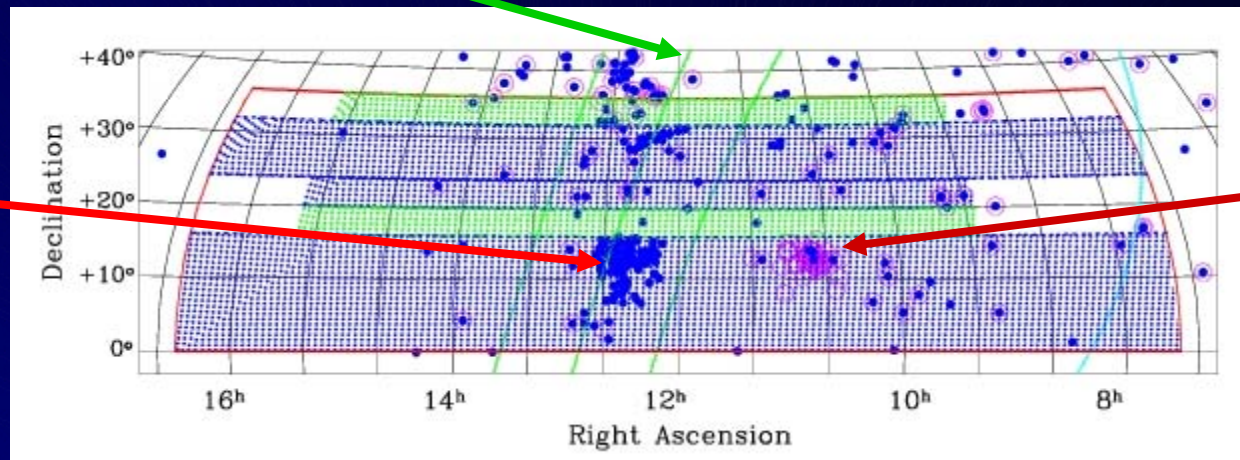 +40°
+30°
+20°
+10°
0°
Declination
16ʰ 14ʰ 12ʰ 10ʰ 8ʰ
Right Ascension